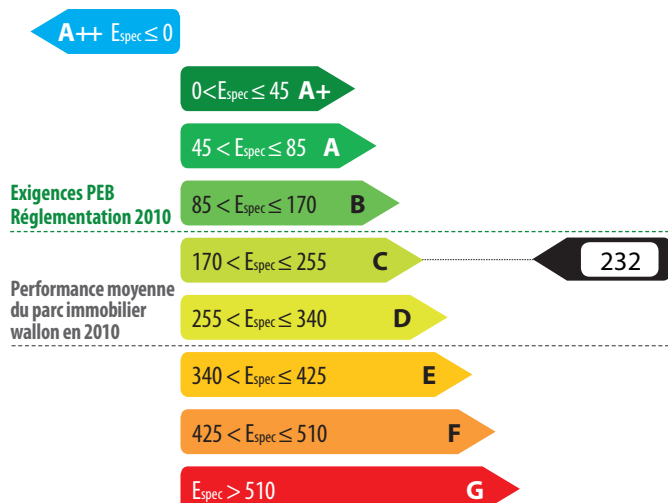 A++ Espec ≤ 0
0<Espec ≤ 45 A+
45 < Espec ≤ 85 A
Exigences PEB
Réglementation 2010
85 < Espec ≤ 170 B
170 < Espec ≤ 255 C
232
Performance moyenne
du parc immobilier
wallon en 2010
255 < Espec ≤ 340 D
340 < Espec ≤ 425 E
425 < Espec ≤ 510 F
Espec > 510 G